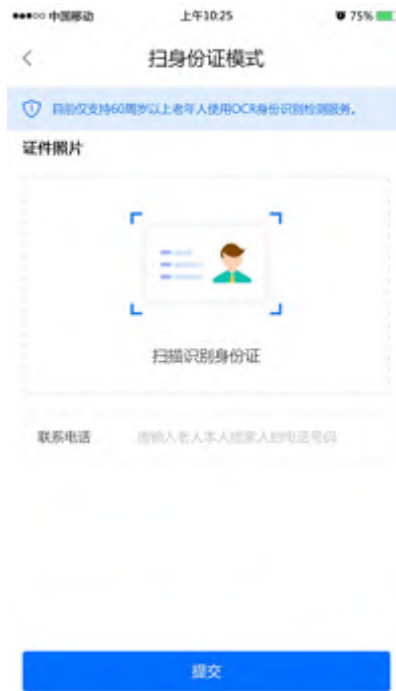 中国移动 上午10:25 75%
扫身份证模式
目前仅支持60周岁以上老年人使用OCR身份识别检测服务。
证件照片
扫描识别身份证
联系电话 请输入老人本人或家人的电话号码
提交